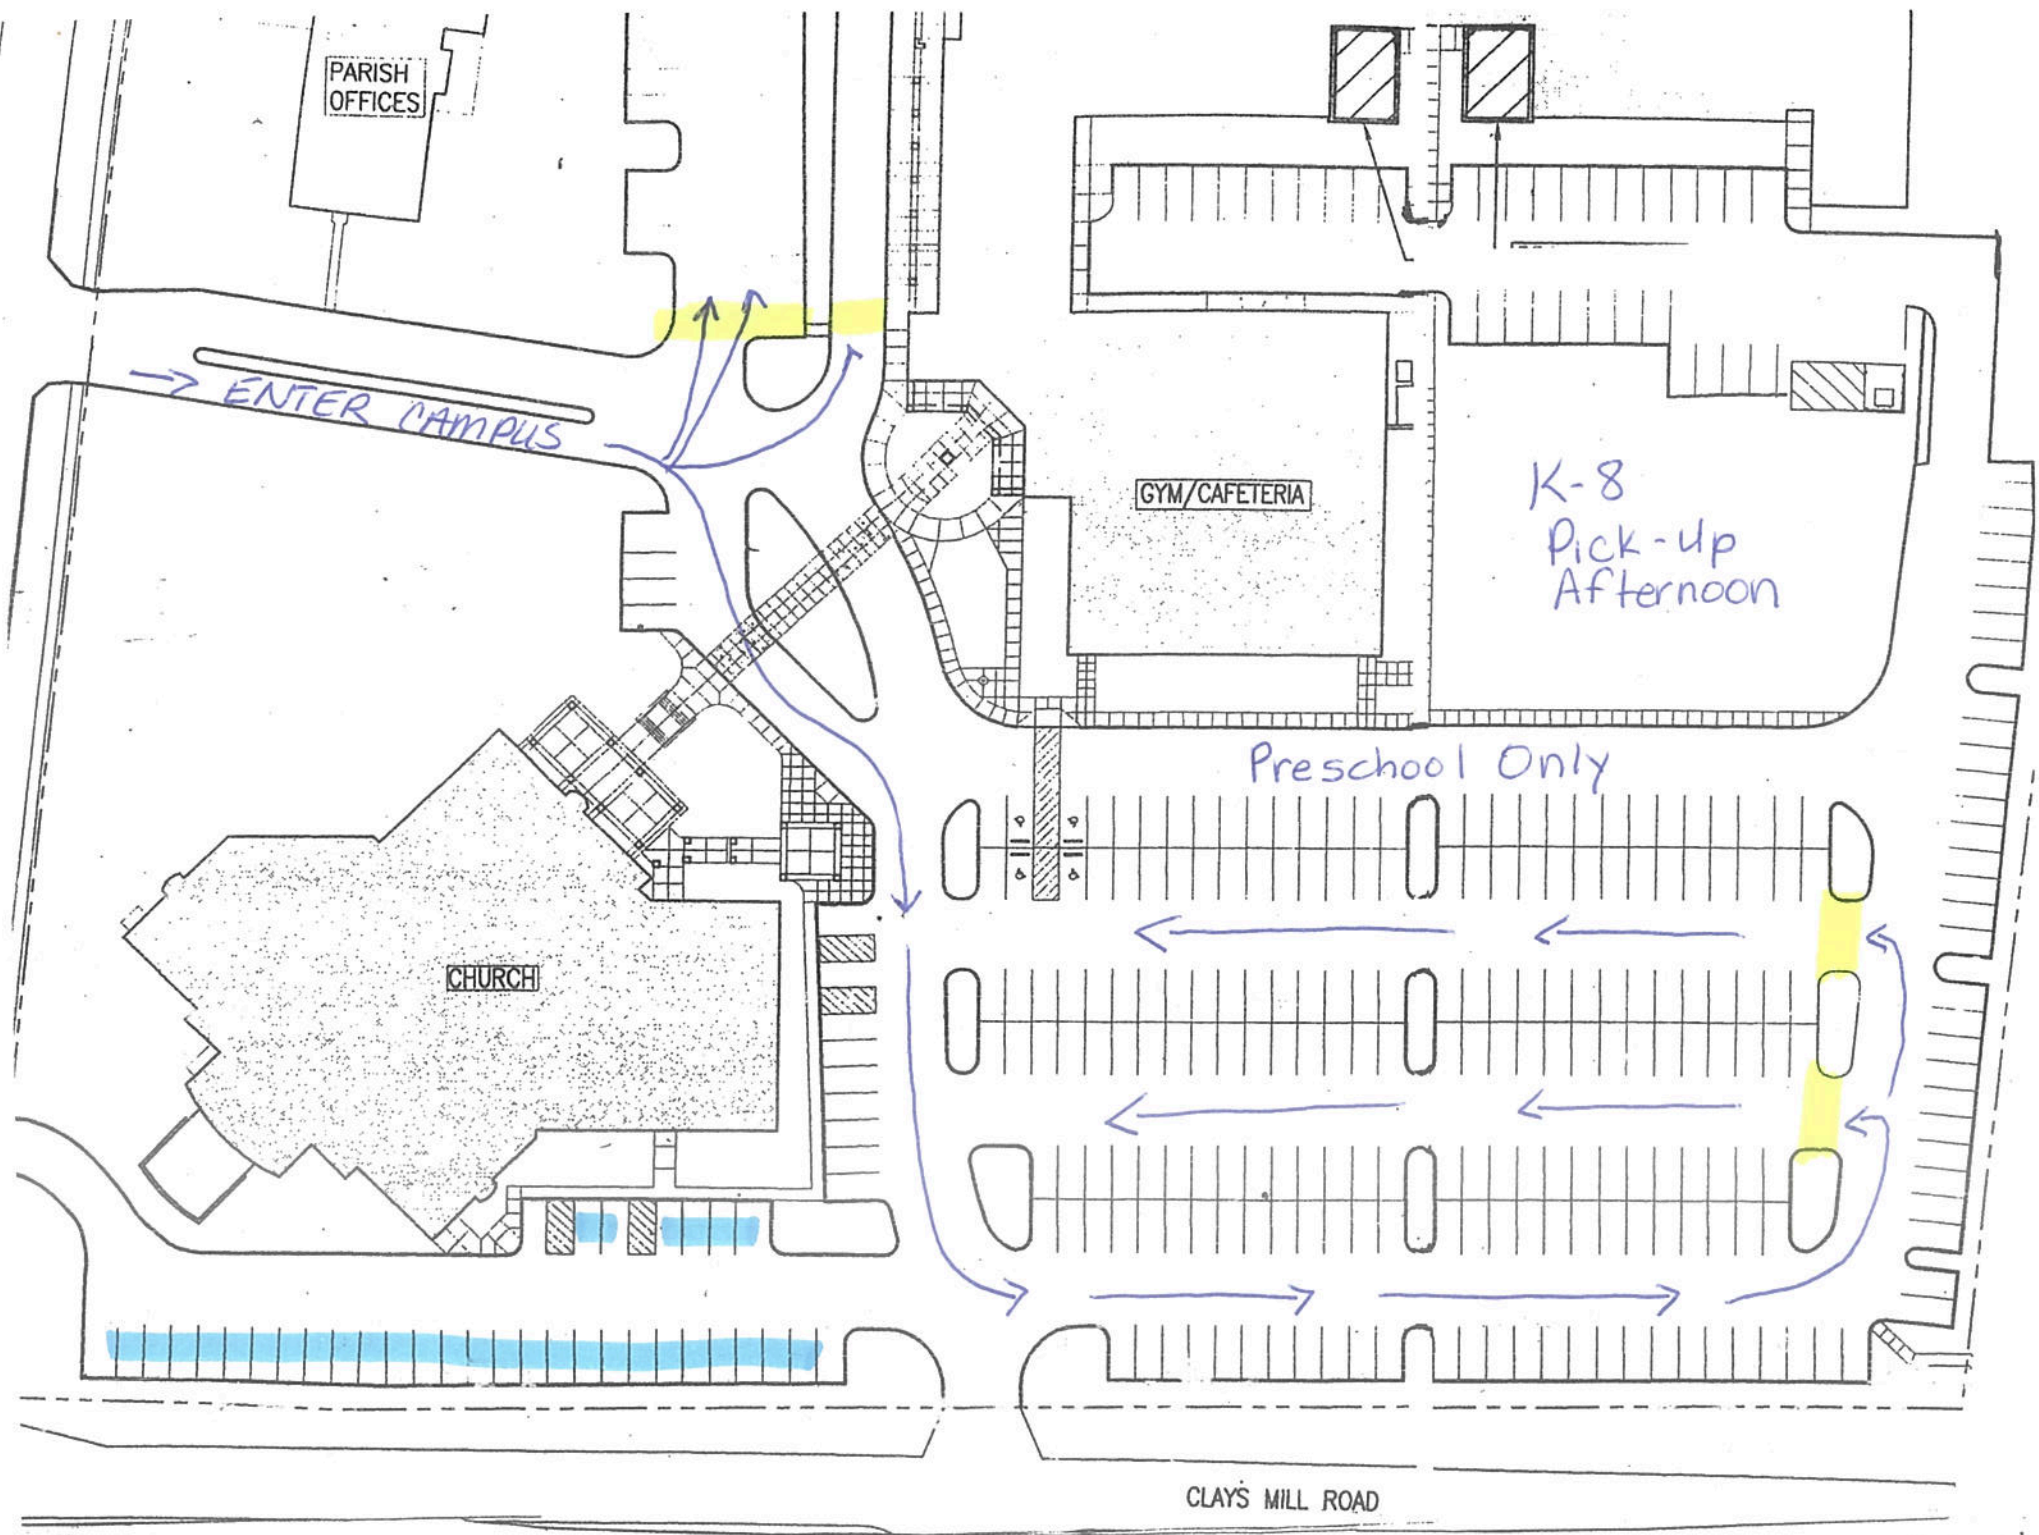 PARISH
OFFICES
ENTER CAMPUS
GYM/CAFETERIA
K-8
Pick-Up
Afternoon
Preschool Only
CHURCH
CLAYS MILL ROAD